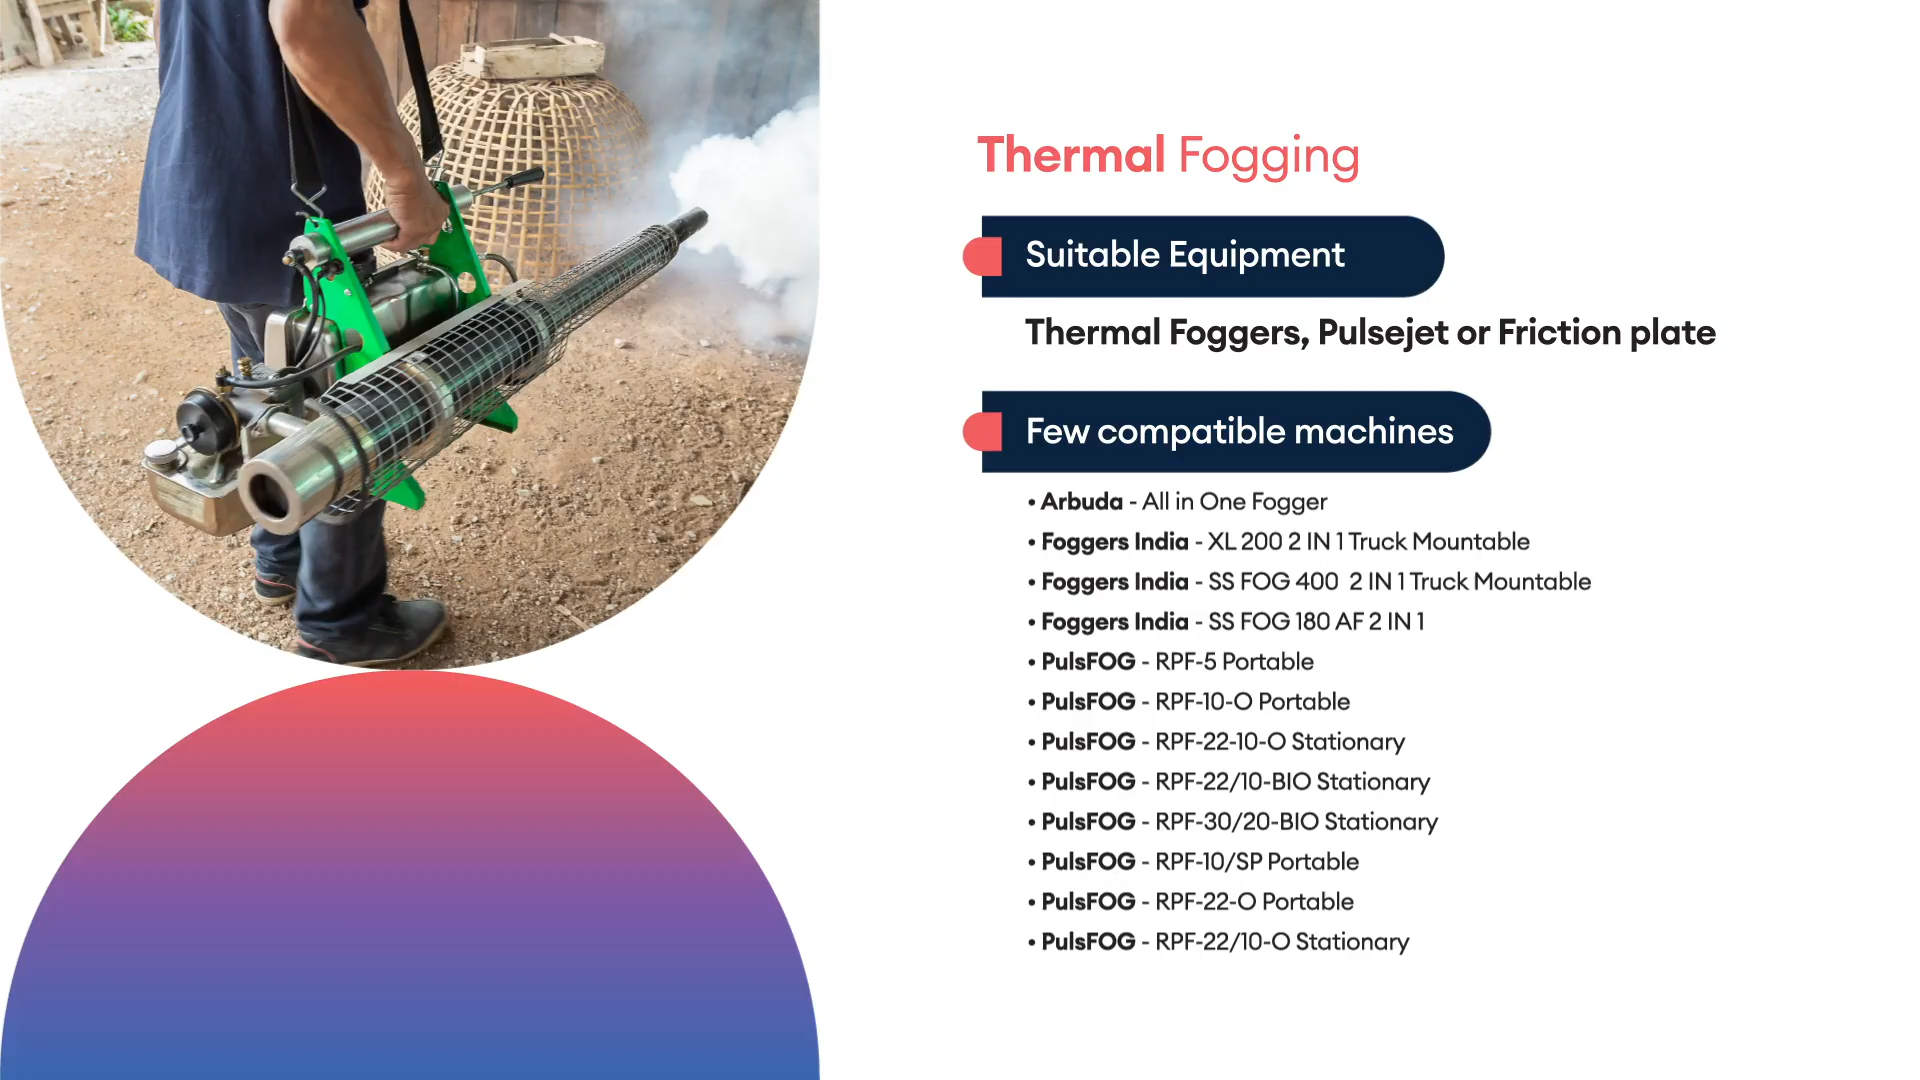 Thermal Fogging
Suitable Equipment
Thermal Foggers, Pulsejet or Friction plate
Few compatible machines
• Arbuda - All in One Fogger
• Foggers India - XL 200 2 IN 1 Truck Mountable
• Foggers India - SS FOG 400  2 IN 1 Truck Mountable
• Foggers India - SS FOG 180 AF 2 IN 1
• PulsFOG - RPF-5 Portable
• PulsFOG - RPF-10-O Portable
• PulsFOG - RPF-22-10-O Stationary
• PulsFOG - RPF-22/10-BIO Stationary
• PulsFOG - RPF-30/20-BIO Stationary
• PulsFOG - RPF-10/SP Portable
• PulsFOG - RPF-22-O Portable
• PulsFOG - RPF-22/10-O Stationary